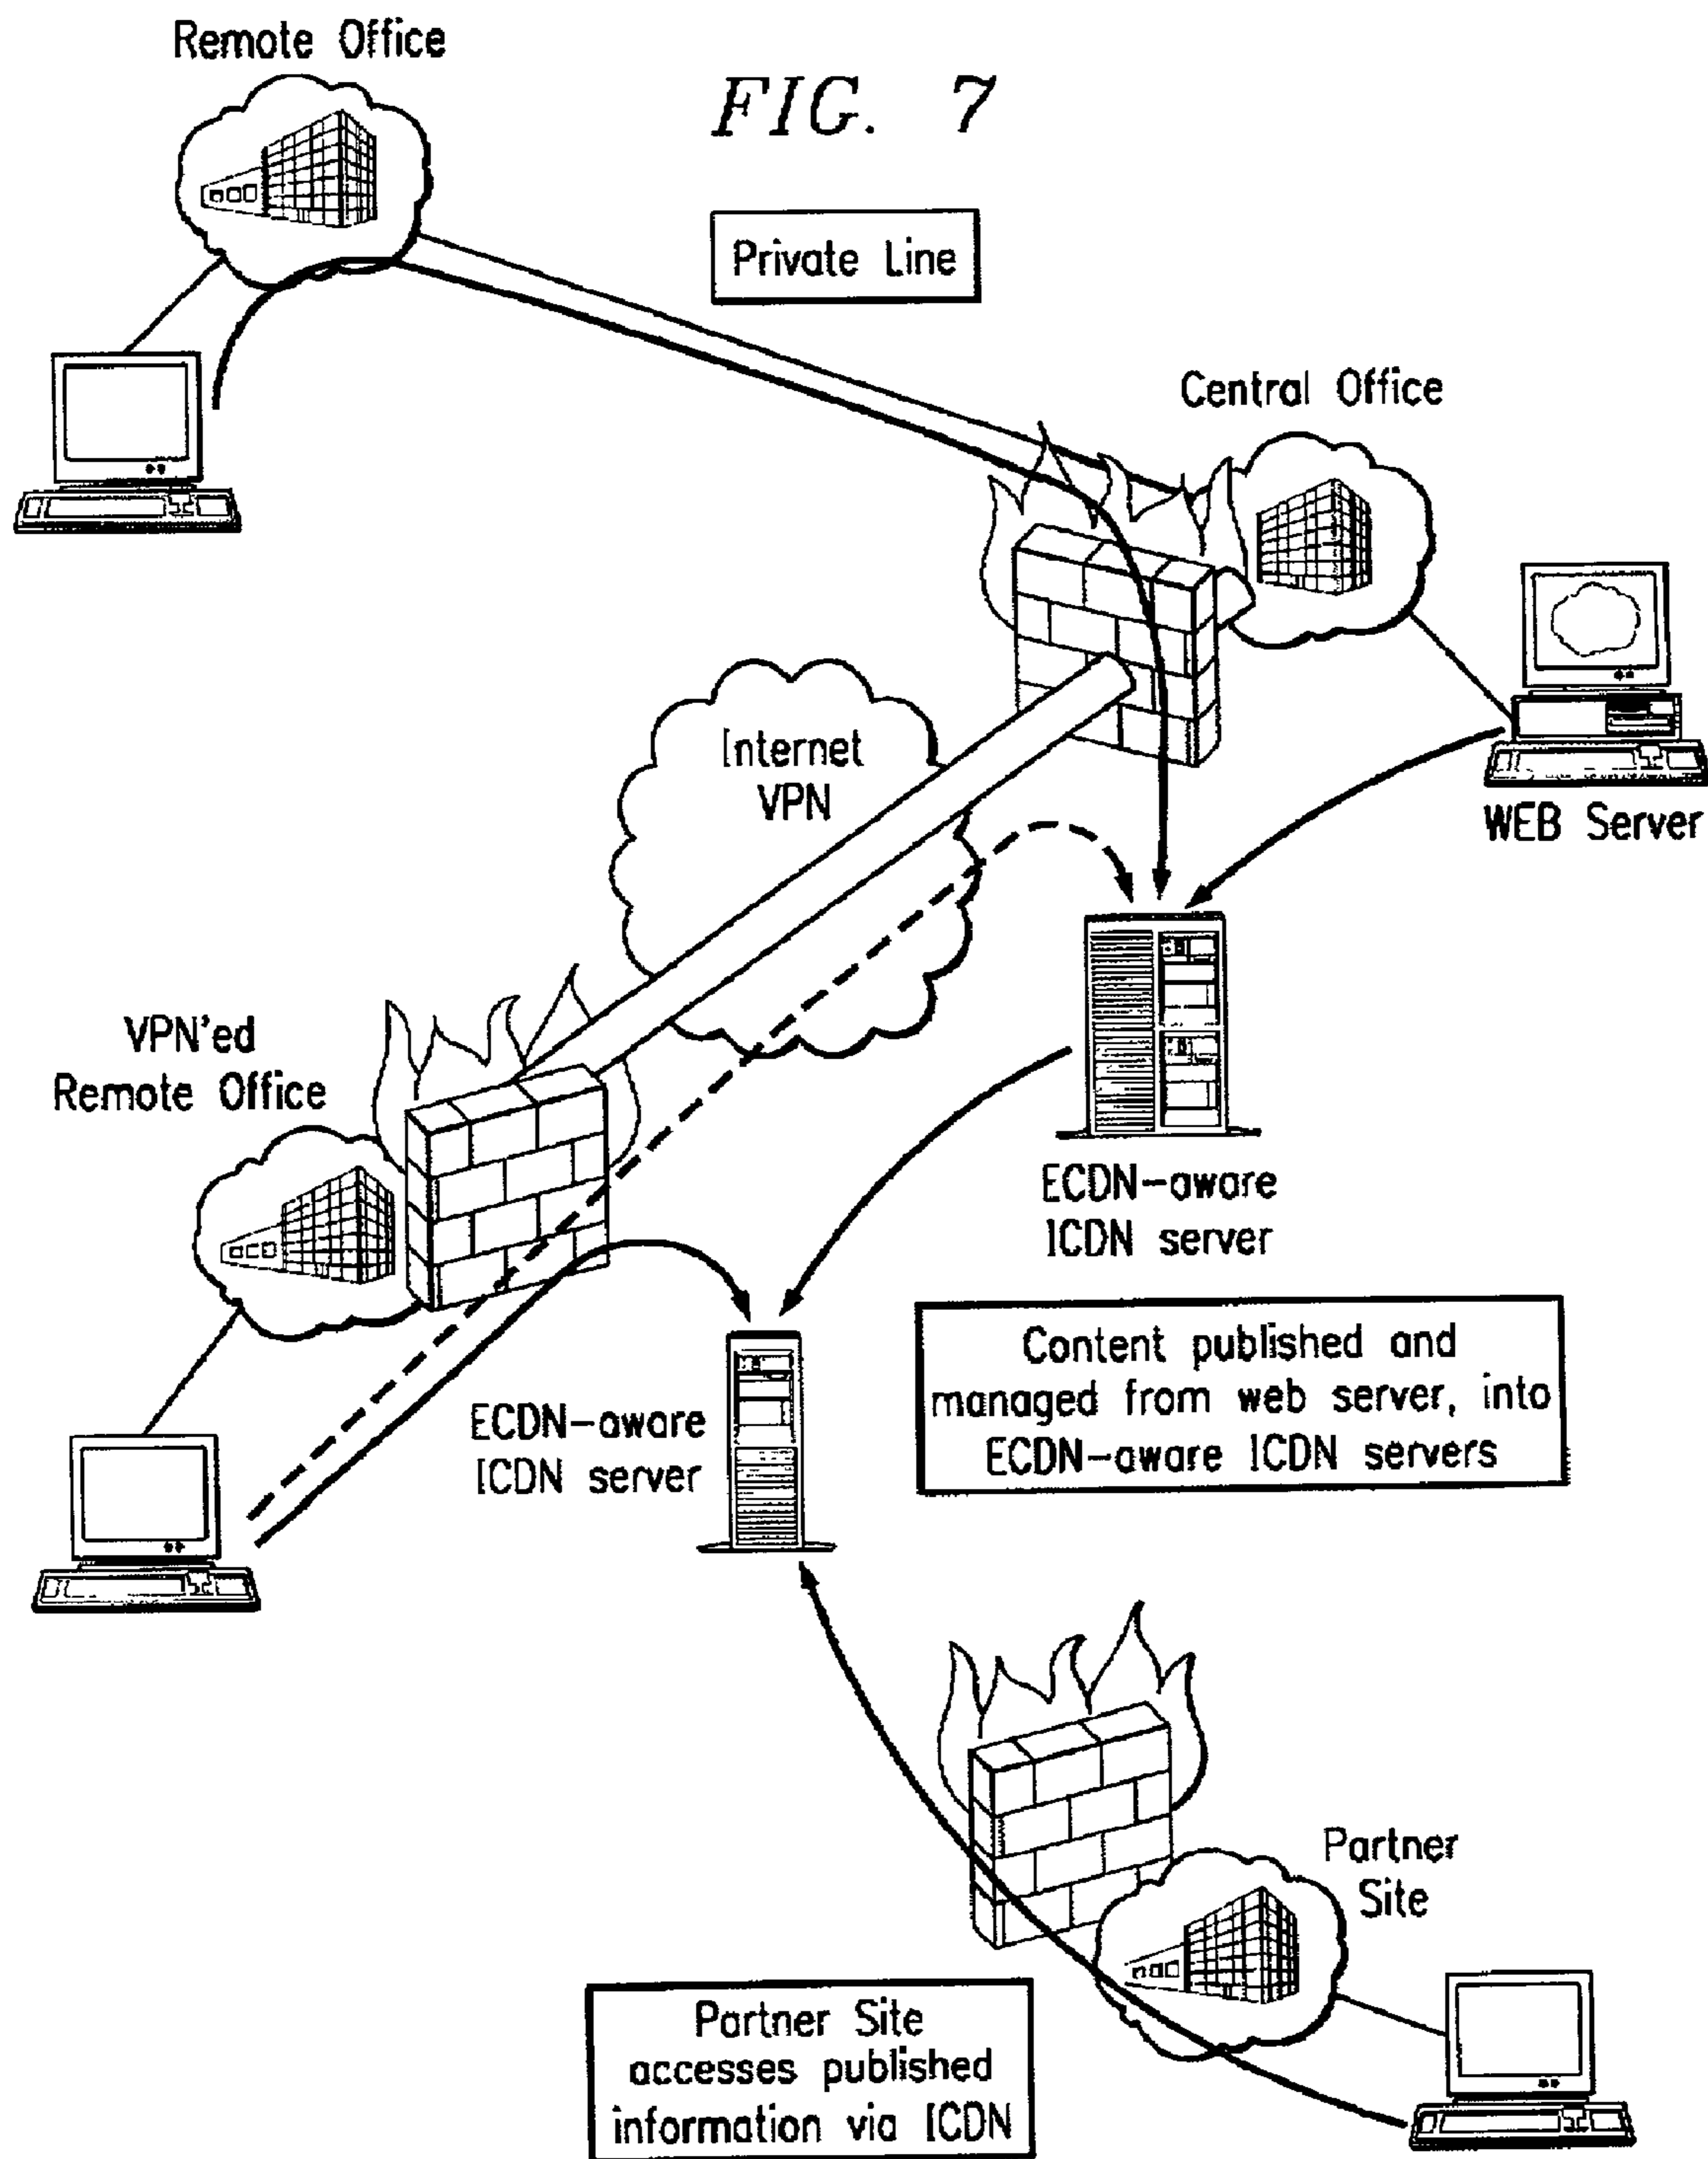 Remote Office
FIG. 7
Private Line
Central Office
Internet
VPN
WEB Server
VPN'ed
Remote Office
ECDN-aware
ICDN server
ECDN-aware
ICDN server
Content published and
managed from web server, into
ECDN-aware ICDN servers
Partner
Site
Partner Site
accesses published
information via ICDN